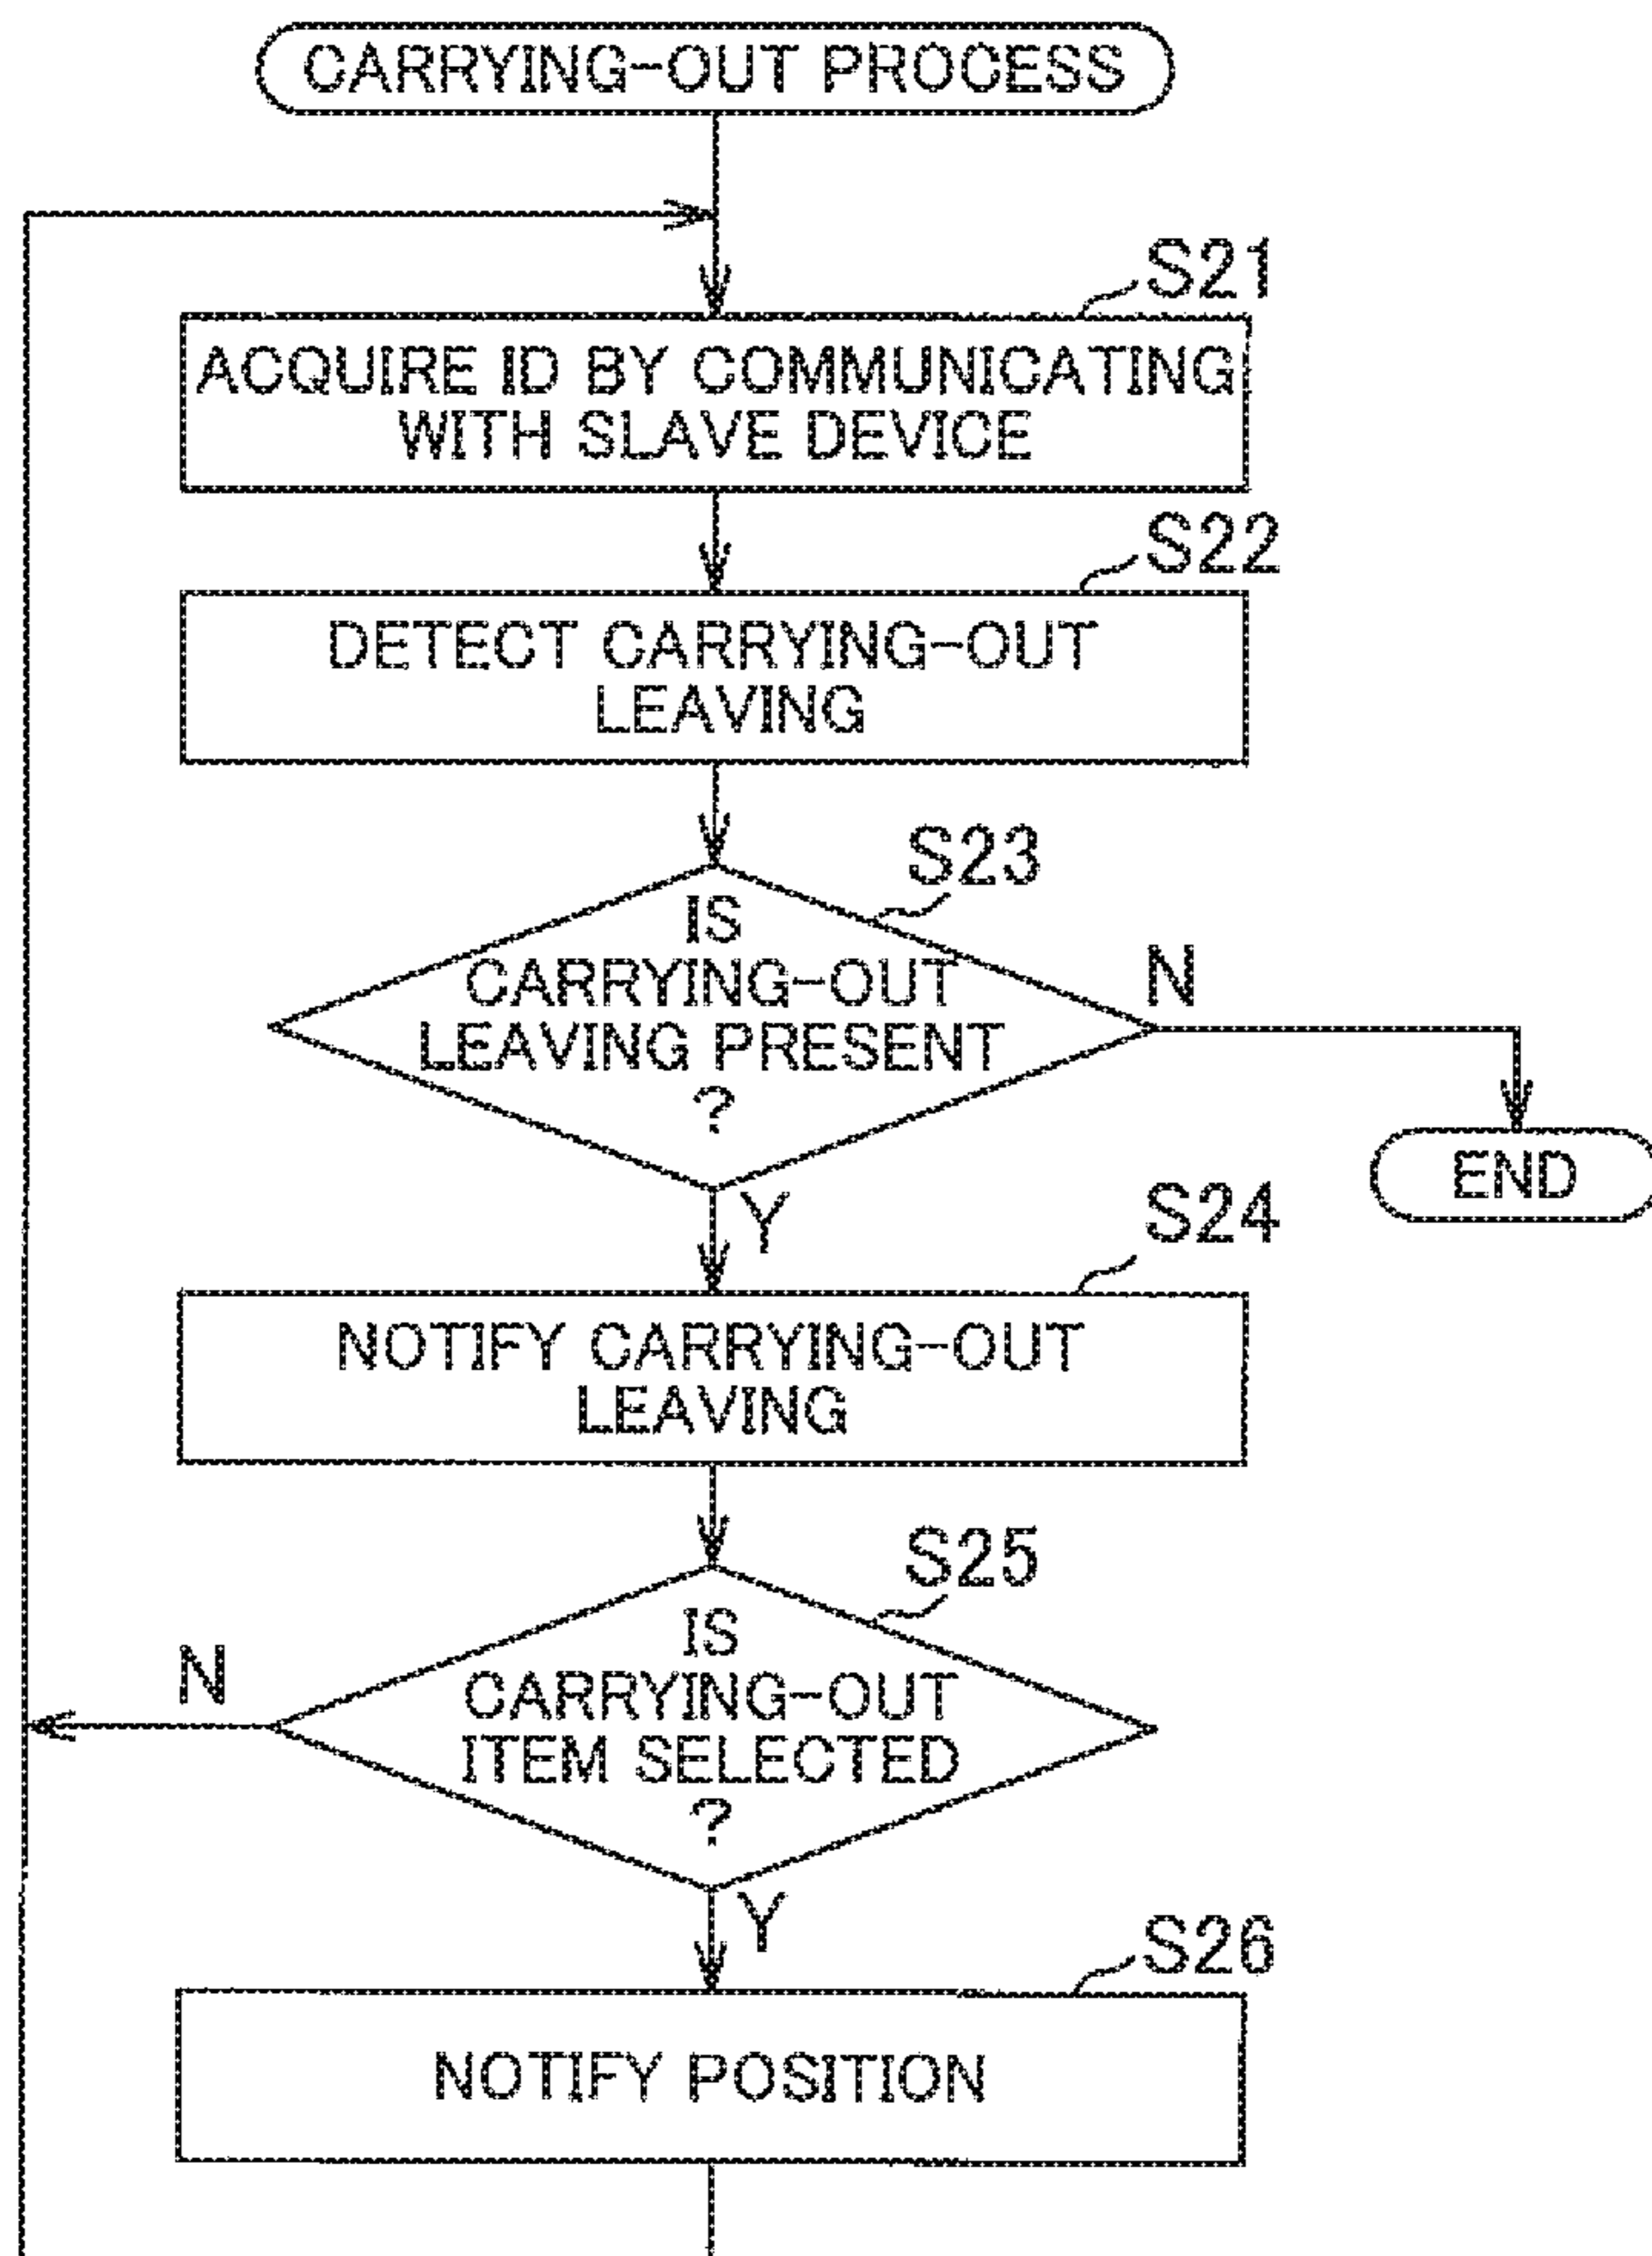 CARRYING-OUT PROCESS
S21
ACQUIRE ID BY COMMUNICATING
WITH SLAVE DEVICE
S22
DETECT CARRYING-OUT
LEAVING
S23
IS
CARRYING-OUT
LEAVING PRESENT
?
N
END
Y
S24
NOTIFY CARRYING-OUT
LEAVING
S25
IS
CARRYING-OUT
ITEM SELECTED
?
N
Y
S26
NOTIFY POSITION